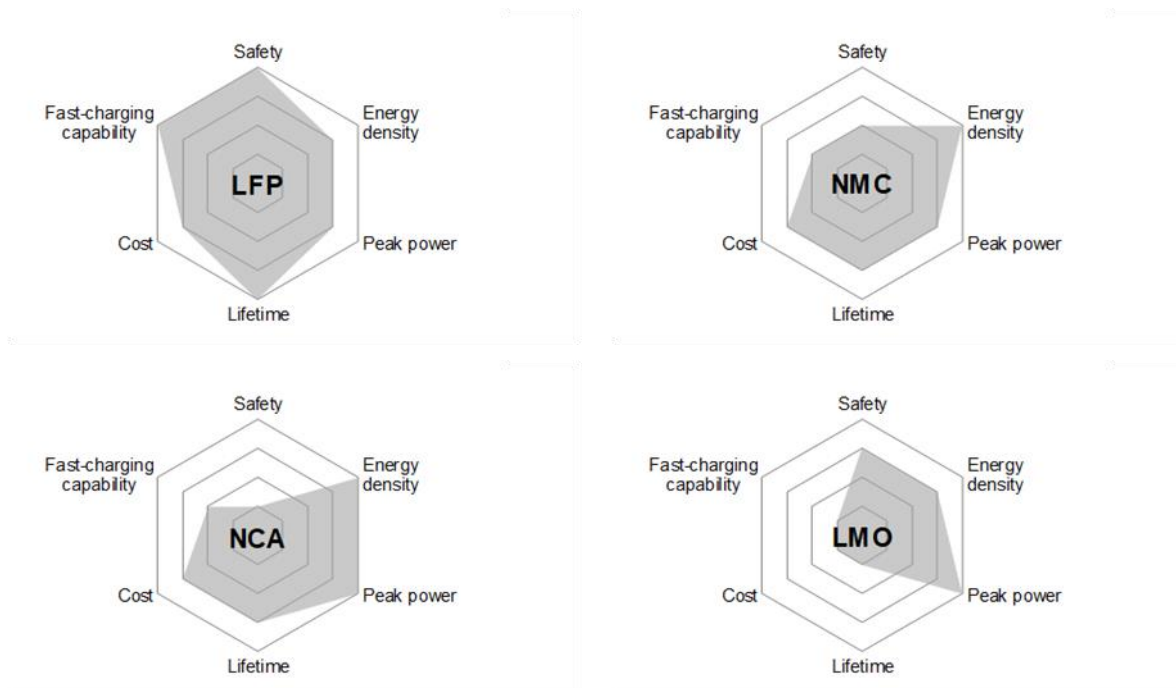 Safety
Fast-charging
capability
Energy
density
LFP
Cost
Peak power
Lifetime
Safety
Fast-charging
capability
Energy
density
NMC
Cost
Peak power
Lifetime
Safety
Fast-charging
capability
Energy
density
NCA
Cost
Peak power
Lifetime
Safety
Fast-charging
capability
Energy
density
LMO
Cost
Peak power
Lifetime